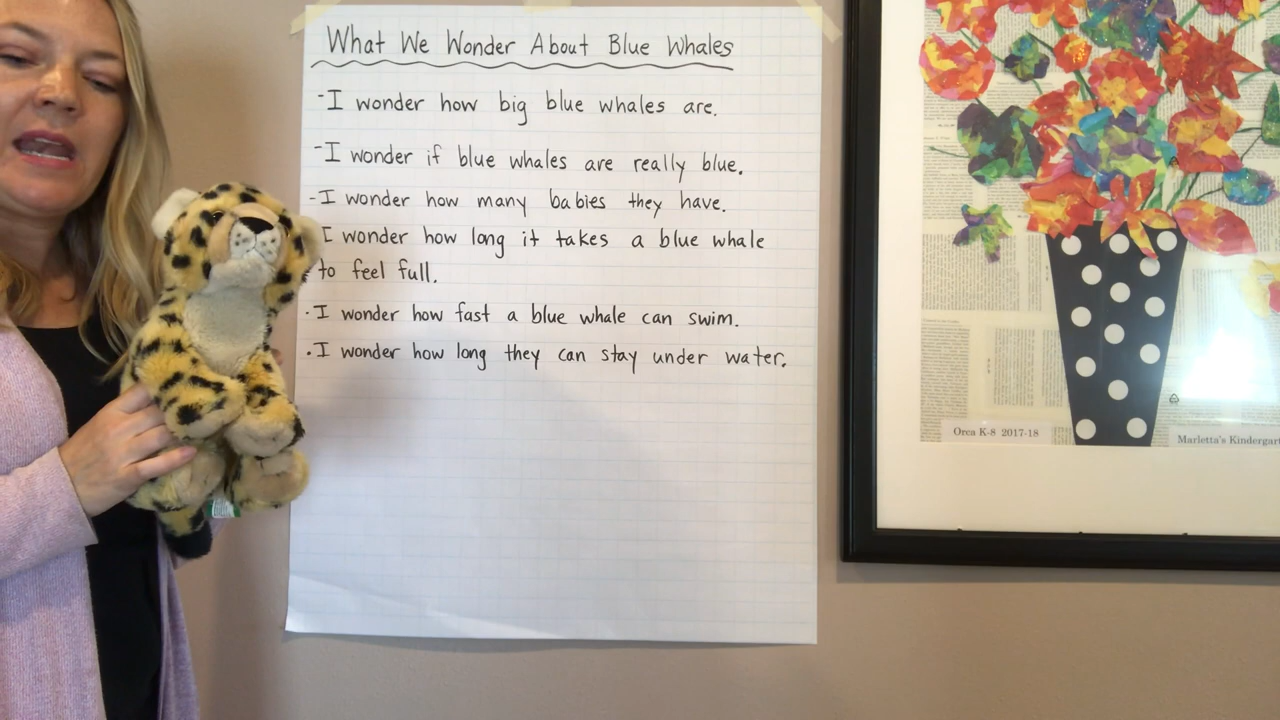 What We Wonder About Blue Whales
-I wonder how big blue whales are.
-I wonder if blue whales are really blue.
-I wonder how many babies they have.
I wonder how long it takes a blue whale
to feel full.
·I wonder how fast a blue whale can swim.
·I wonder how long they can stay under water.
Orca K-8 2017-18
Marletta's